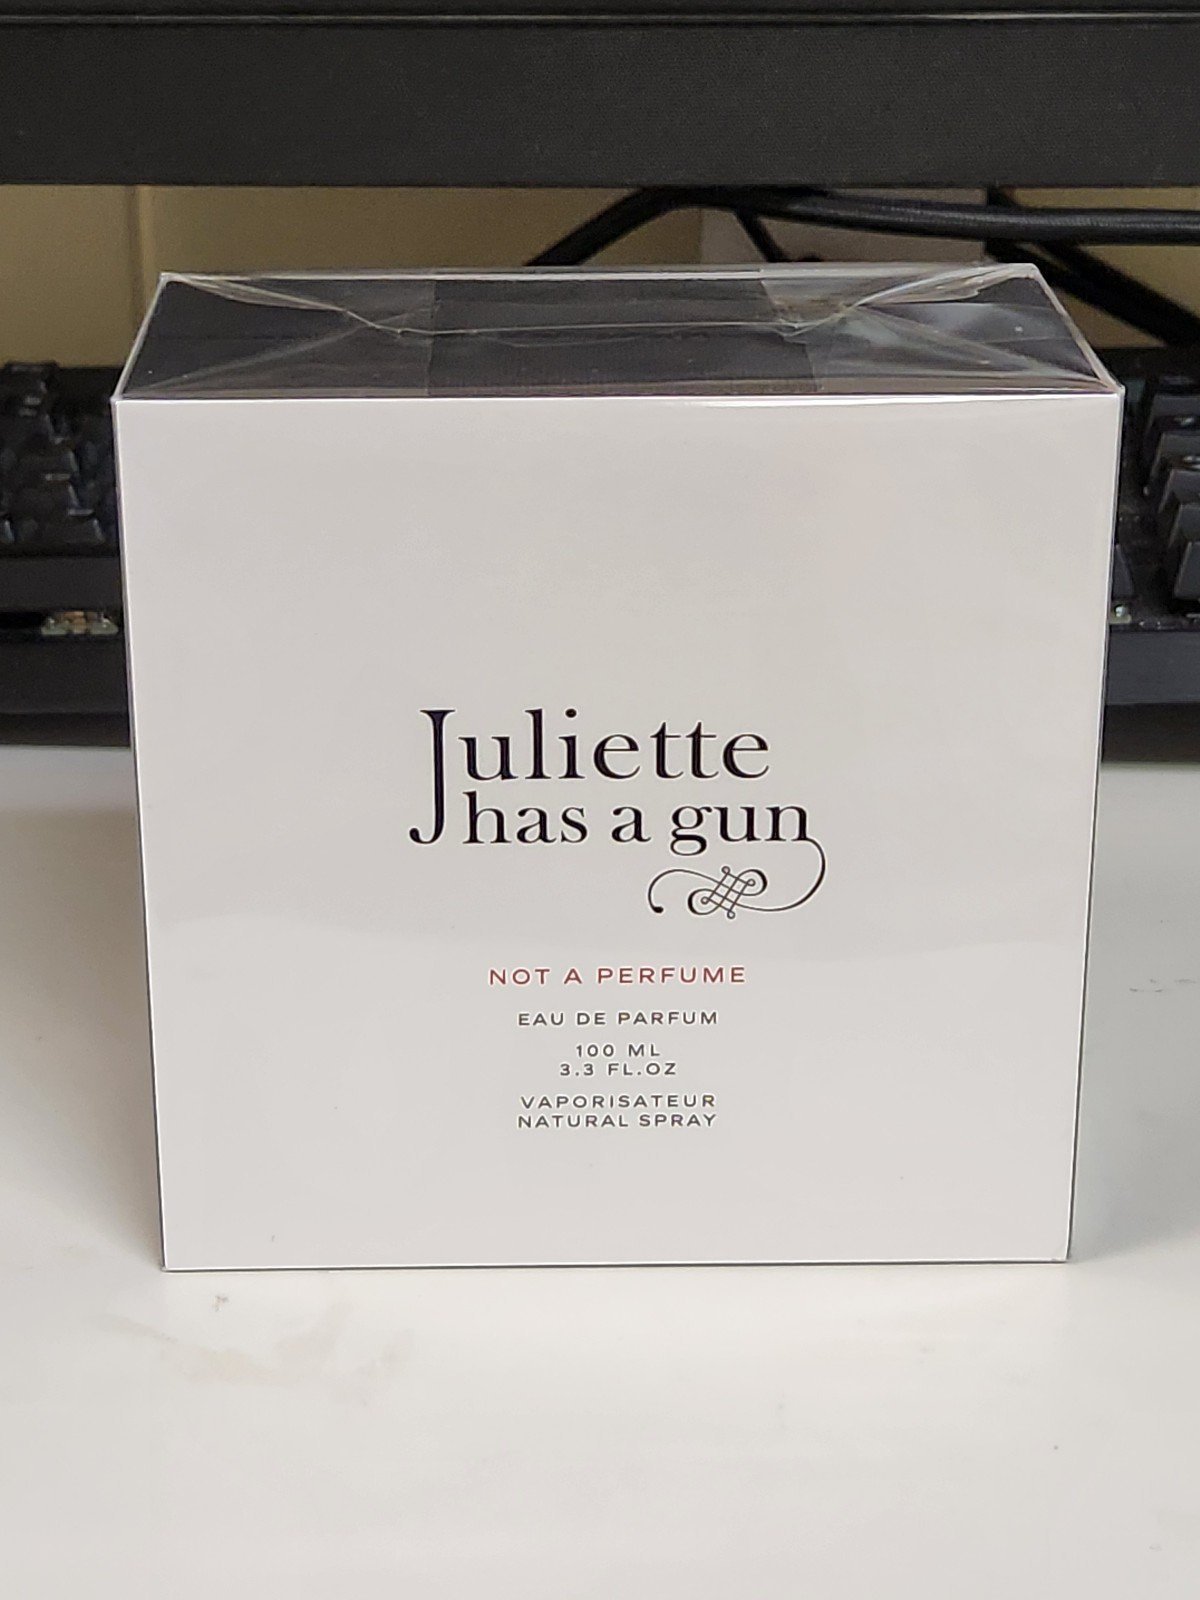 Juliette
has a gun
NOT A PERFUME
EAU DE PARFUM
100 ML
3.3 FL.OZ
VAPORISATEUR
NATURAL SPRAY